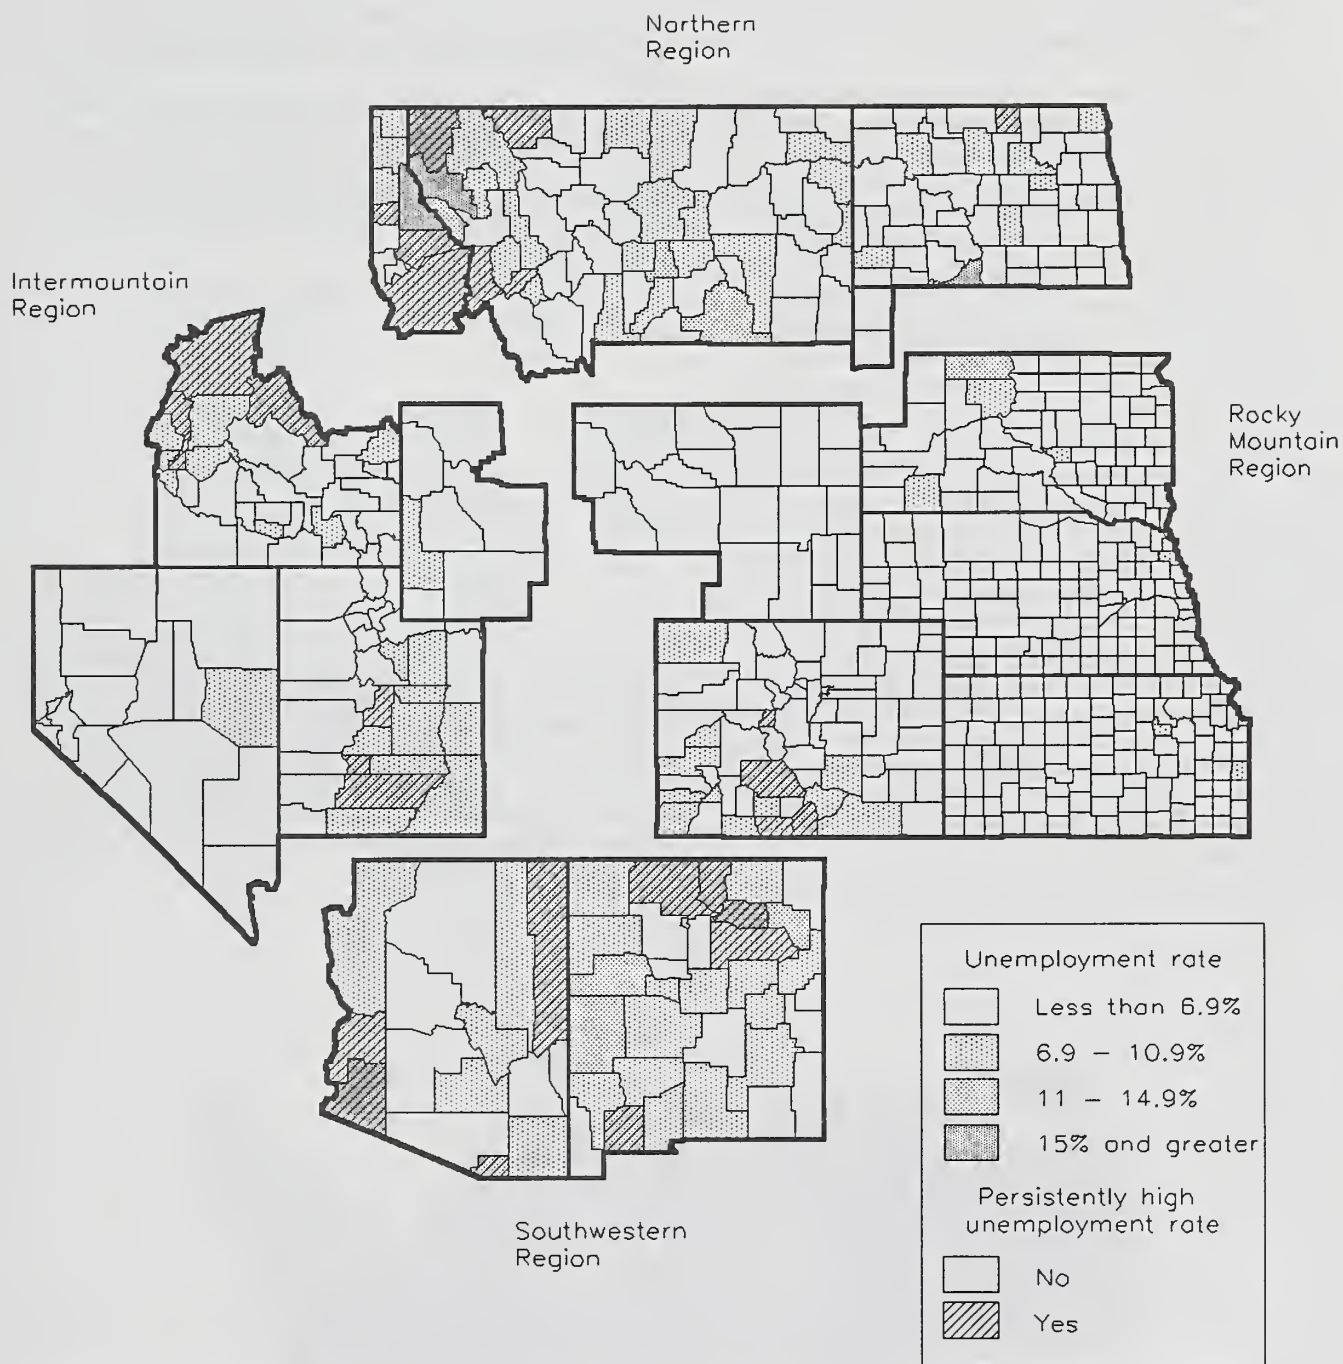 Northern
Region
Intermountain
Region
Rocky
Mountain
Region
Southwestern
Region
Unemployment rate
Less than 6.9%
6.9 – 10.9%
11 – 14.9%
15% and greater
Persistently high
unemployment rate
No
Yes